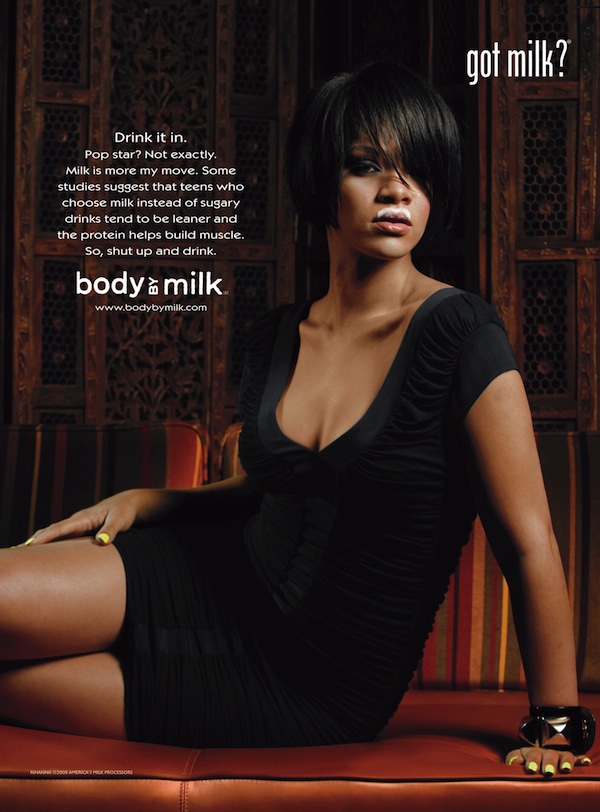 got milk?®
Drink it in.
Pop star? Not exactly.
Milk is more my move. Some
studies suggest that teens who
choose milk instead of sugary
drinks tend to be leaner and
the protein helps build muscle.
So, shut up and drink.
body BY milk
www.bodybymilk.com
RIHANNA ©2008 AMERICA'S MILK PROCESSORS